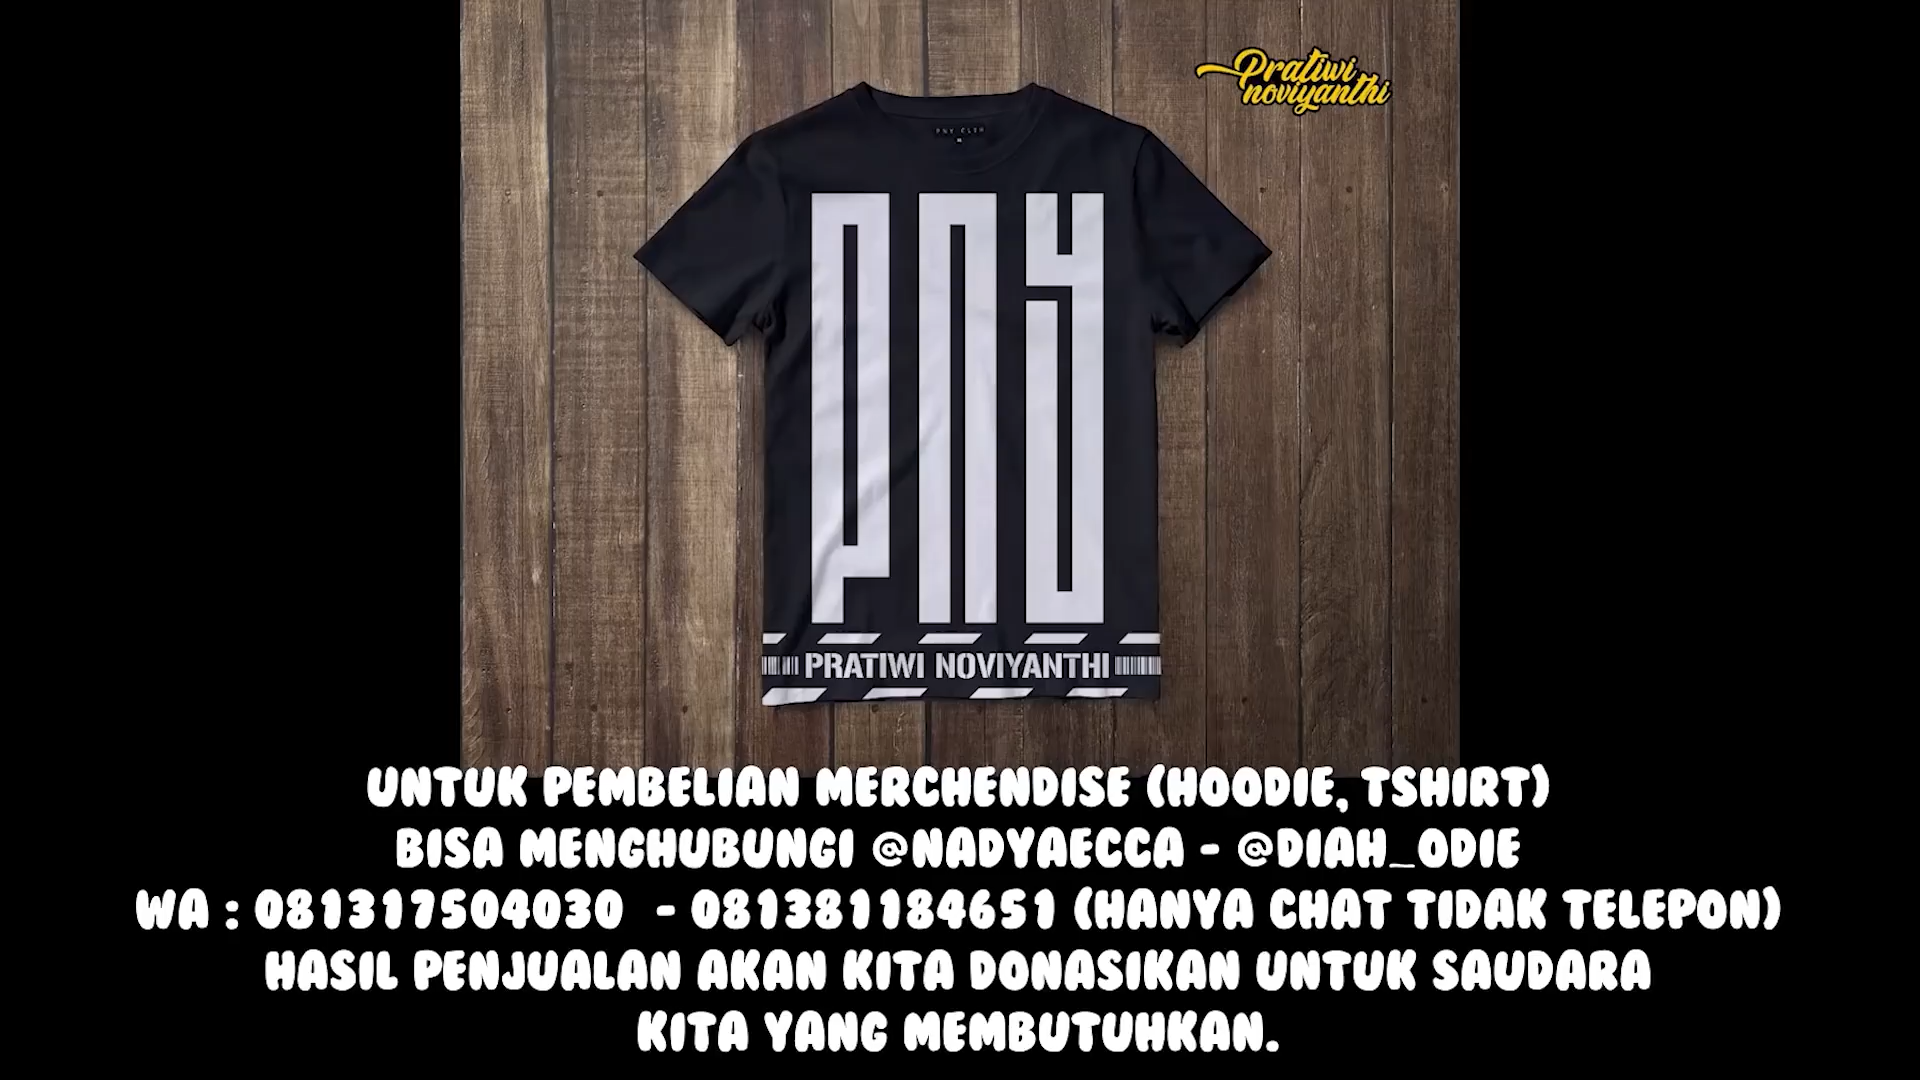 Pratiwi
noviyanthi
PNY
PRATIWI NOVIYANTHI
UNTUK PEMBELIAN MERCHENDISE (HOODIE, TSHIRT)
BISA MENGHUBUNGI @NADYAECCA - @DIAH_ODIE
WA : 081317504030 - 081381184651 (HANYA CHAT TIDAK TELEPON)
HASIL PENJUALAN AKAN KITA DONASIKAN UNTUK SAUDARA
KITA YANG MEMBUTUHKAN.